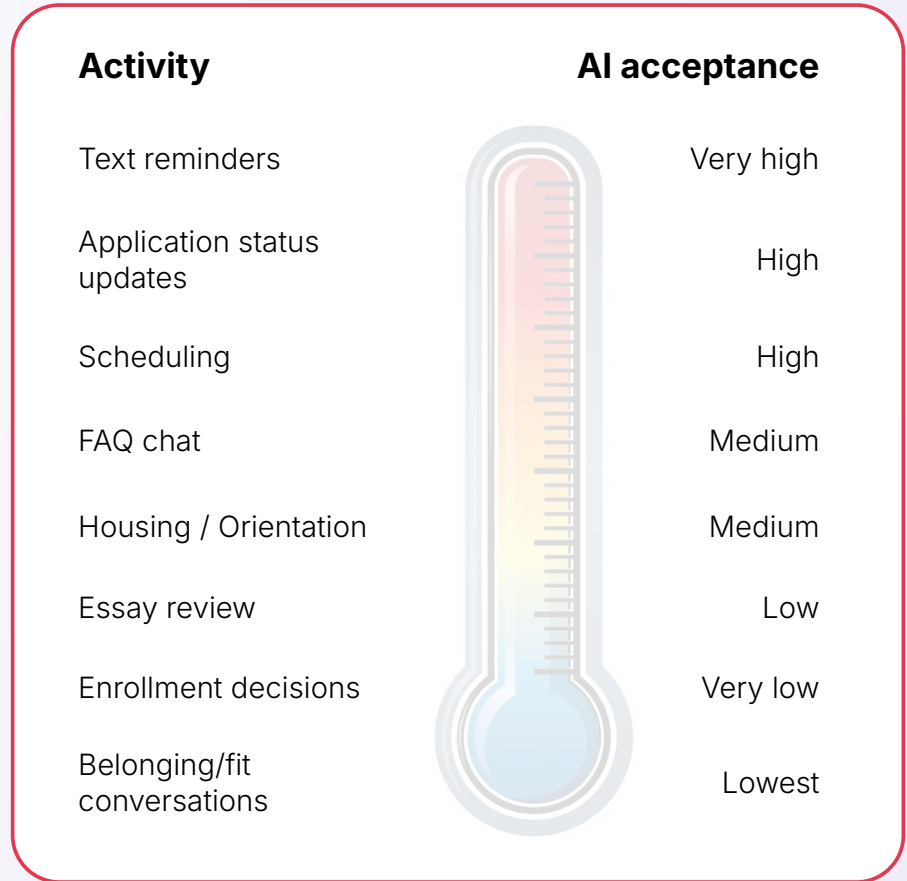 Activity AI acceptance
Text reminders Very high
Application status
updates High
Scheduling High
FAQ chat Medium
Housing / Orientation Medium
Essay review Low
Enrollment decisions Very low
Belonging/fit
conversations Lowest